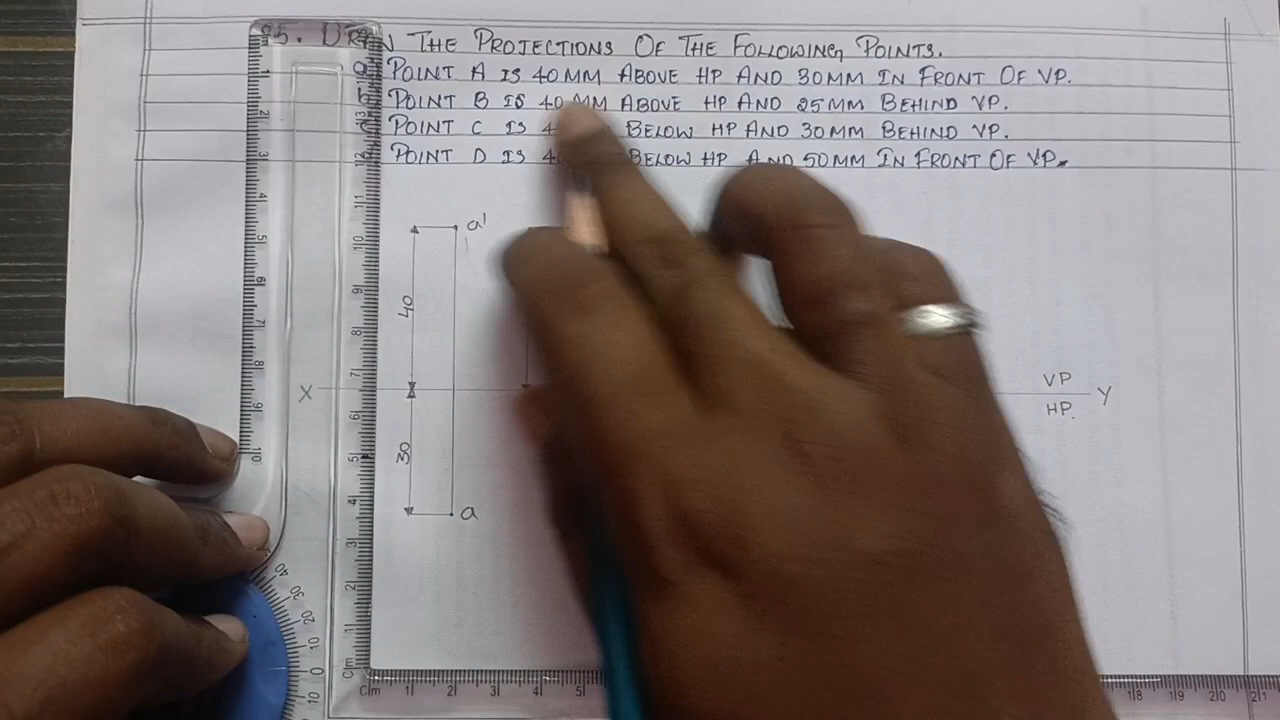 5. DRAW THE PROJECTIONS OF THE FOLLOWING POINTS.
POINT A IS 40 MM ABOVE HP AND 30MM IN FRONT OF VP.
POINT B IS 40 MM ABOVE HP AND 25MM BEHIND VP.
POINT C IS BELOW HP AND 30MM BEHIND VP.
POINT D IS BELOW HP AND 50MM IN FRONT OF VP.
a'
40
X VP Y
HP.
30
a